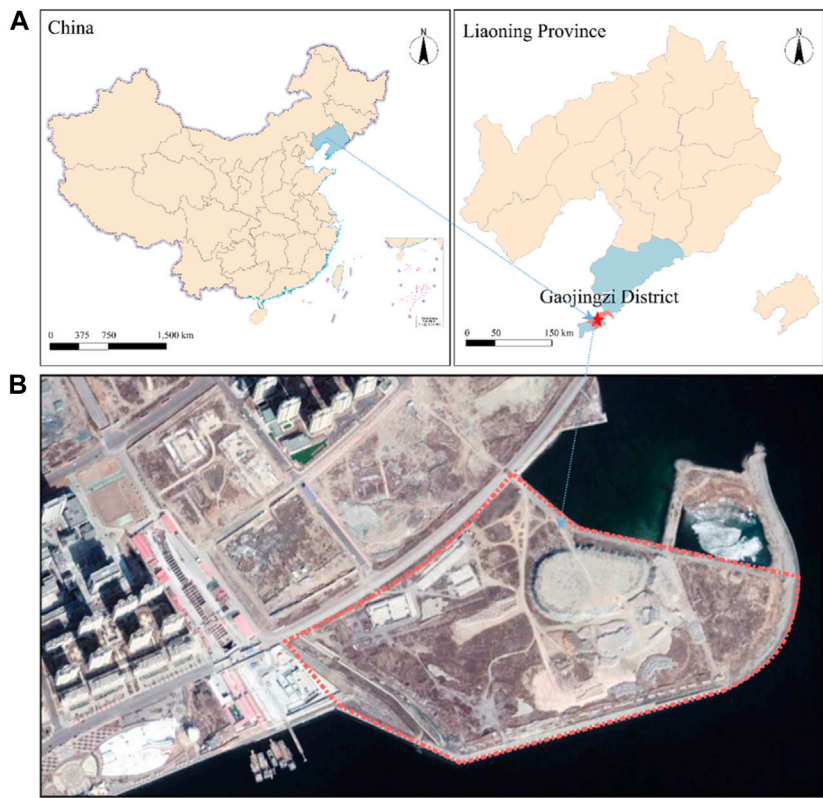 A
China
N
0 375 750 1,500 km
Liaoning Province
N
Gaojingzi District
0 50 150 km
B